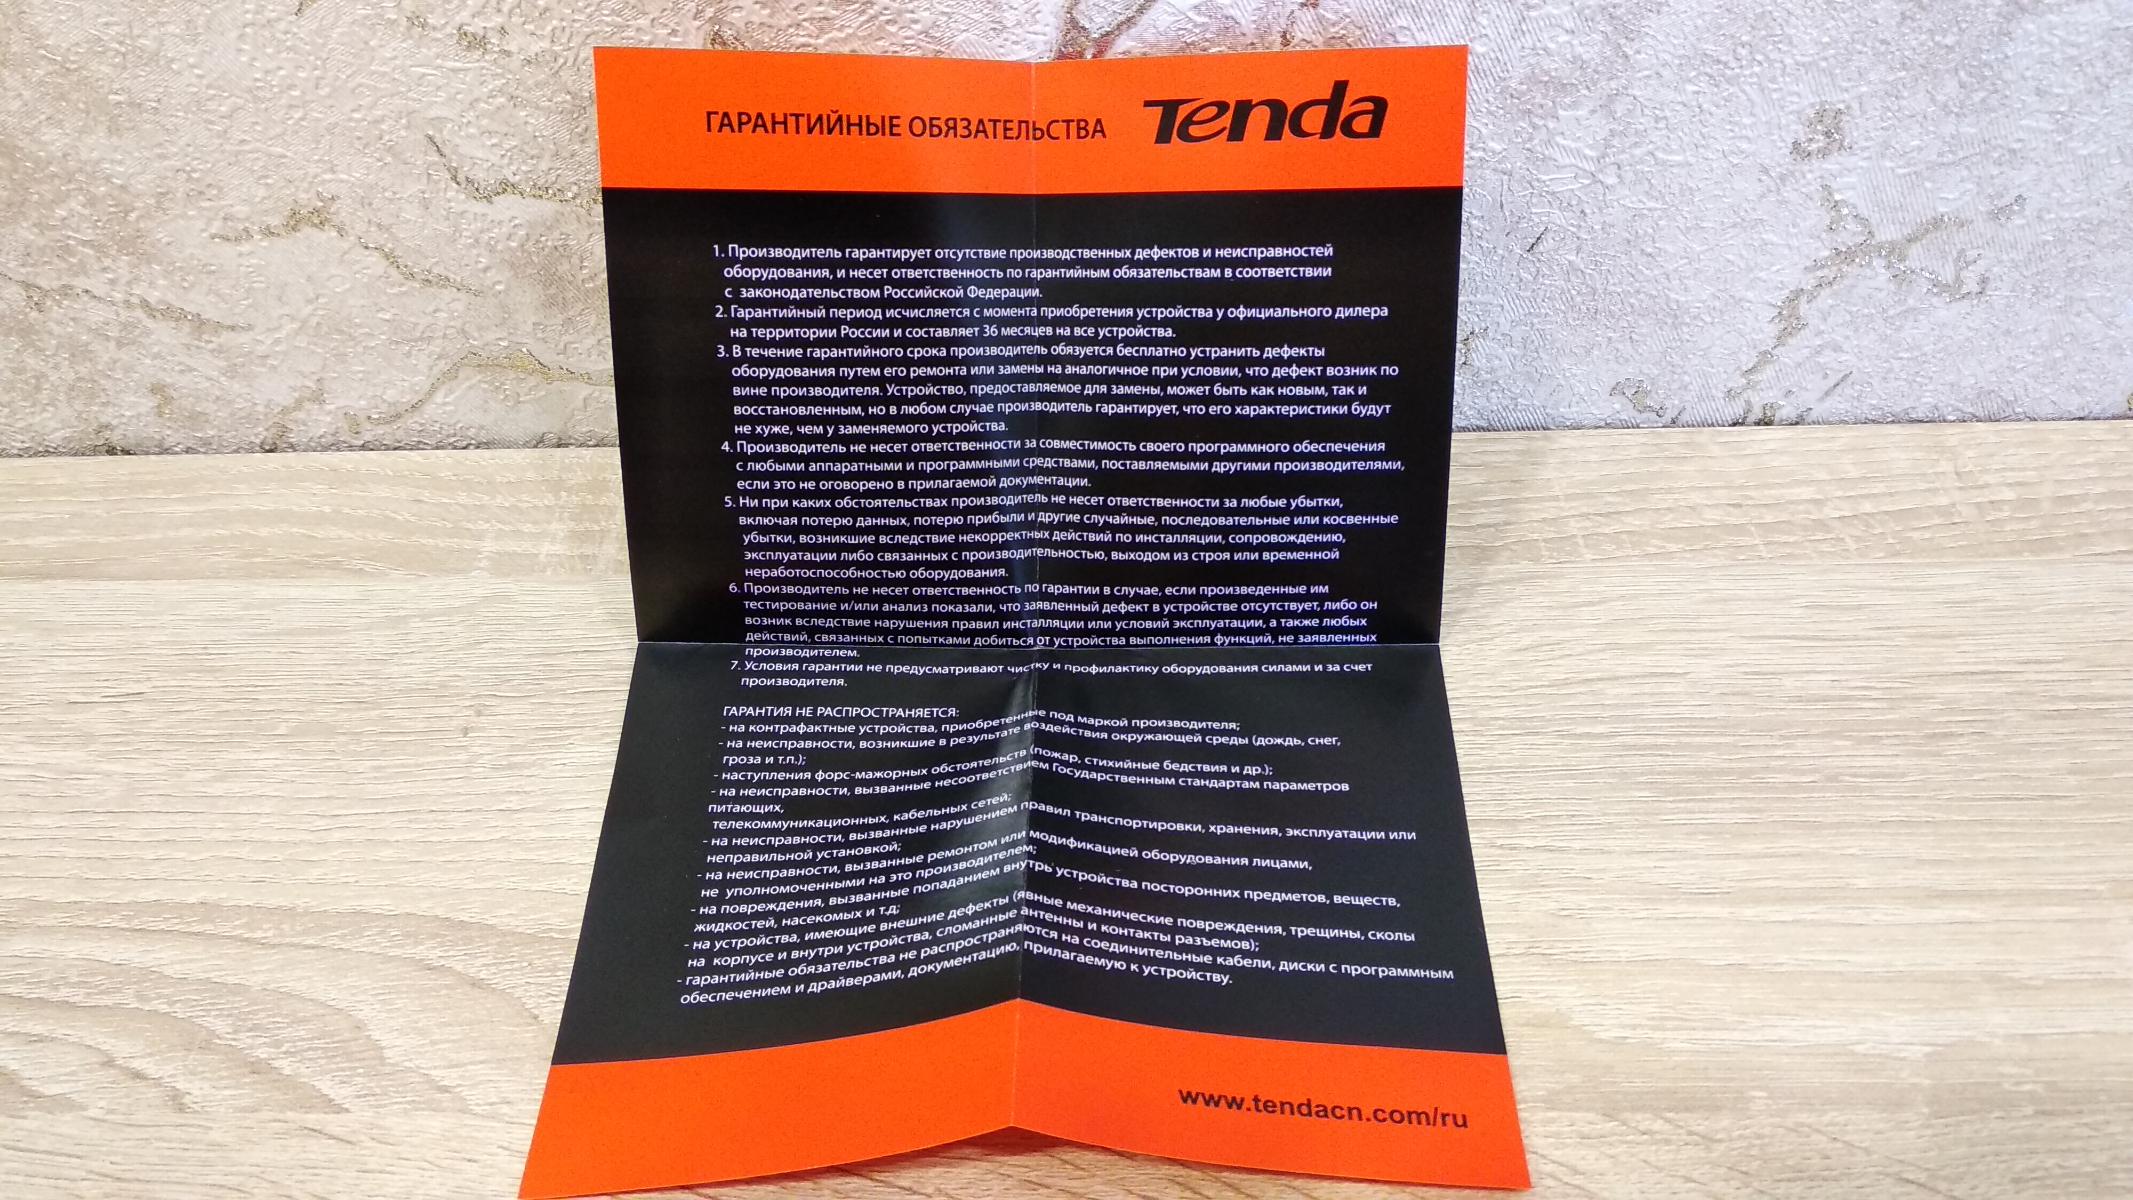 ГАРАНТИЙНЫЕ ОБЯЗАТЕЛЬСТВА Tenda
1. Производитель гарантирует отсутствие производственных дефектов и неисправностей
оборудования, и несет ответственность по гарантийным обязательствам в соответствии
с законодательством Российской Федерации.
2. Гарантийный период исчисляется с момента приобретения устройства у официального дилера
на территории России и составляет 36 месяцев на все устройства.
3. В течение гарантийного срока производитель обязуется бесплатно устранить дефекты
оборудования путем его ремонта или замены на аналогичное при условии, что дефект возник по
вине производителя. Устройство, предоставляемое для замены, может быть как новым, так и
восстановленным, но в любом случае производитель гарантирует, что его характеристики будут
не хуже, чем у заменяемого устройства.
4. Производитель не несет ответственности за совместимость своего программного обеспечения
с любыми аппаратными и программными средствами, поставляемыми другими производителями,
если это не оговорено в прилагаемой документации.
5. Ни при каких обстоятельствах производитель не несет ответственности за любые убытки,
включая потерю данных, потерю прибыли и другие случайные, последовательные или косвенные
убытки, возникшие вследствие некорректных действий по инсталляции, сопровождению,
эксплуатации либо связанных с производительностью, выходом из строя или временной
неработоспособностью оборудования.
6. Производитель не несет ответственность по гарантии в случае, если произведенные им
тестирование и/или анализ показали, что заявленный дефект в устройстве отсутствует, либо он
возник вследствие нарушения правил инсталляции или условий эксплуатации, а также любых
действий, связанных с попытками добиться от устройства выполнения функций, не заявленных
производителем.
7. Условия гарантии не предусматривают чистку и профилактику оборудования силами и за счет
производителя.
ГАРАНТИЯ НЕ РАСПРОСТРАНЯЕТСЯ:
- на контрафактные устройства, приобретенные под маркой производителя;
- на неисправности, возникшие в результате воздействия окружающей среды (дождь, снег,
гроза и т.п.);
- наступления форс-мажорных обстоятельств (пожар, стихийные бедствия и др.);
- на неисправности, вызванные несоответствием Государственным стандартам параметров
питающих,
телекоммуникационных, кабельных сетей;
- на неисправности, вызванные нарушением правил транспортировки, хранения, эксплуатации или
неправильной установкой;
- на неисправности, вызванные ремонтом или модификацией оборудования лицами,
не уполномоченными на это производителем;
- на повреждения, вызванные попаданием внутрь устройства посторонних предметов, веществ,
жидкостей, насекомых и т.д;
- на устройства, имеющие внешние дефекты (явные механические повреждения, трещины, сколы
на корпусе и внутри устройства, сломанные антенны и контакты разъемов);
- гарантийные обязательства не распространяются на соединительные кабели, диски с программным
обеспечением и драйверами, документацию, прилагаемую к устройству.
www.tendacn.com/ru